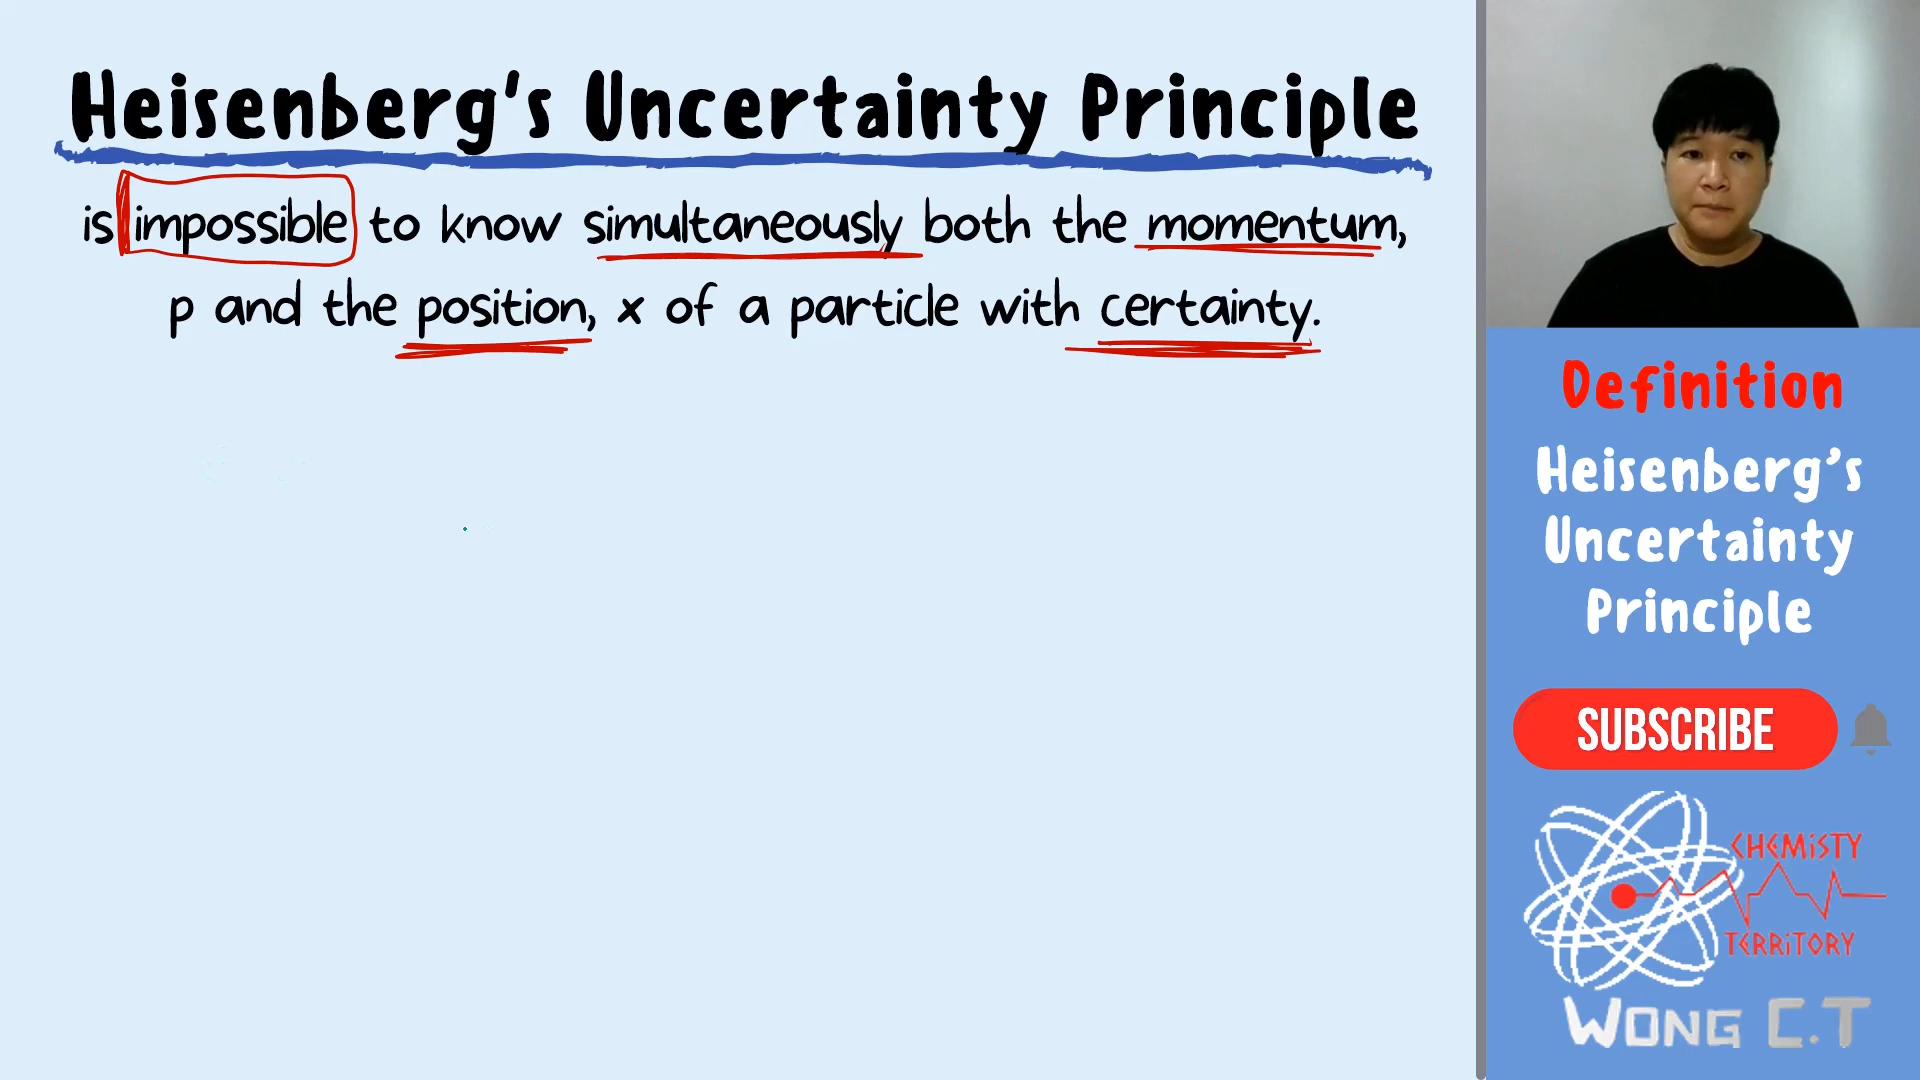 Heisenberg's Uncertainty Principle
is impossible to know simultaneously both the momentum,
p and the position, x of a particle with certainty.
Definition
Heisenberg's
Uncertainty
Principle
SUBSCRIBE
CHEMiSTY
TERRiTORY
WONG C.T